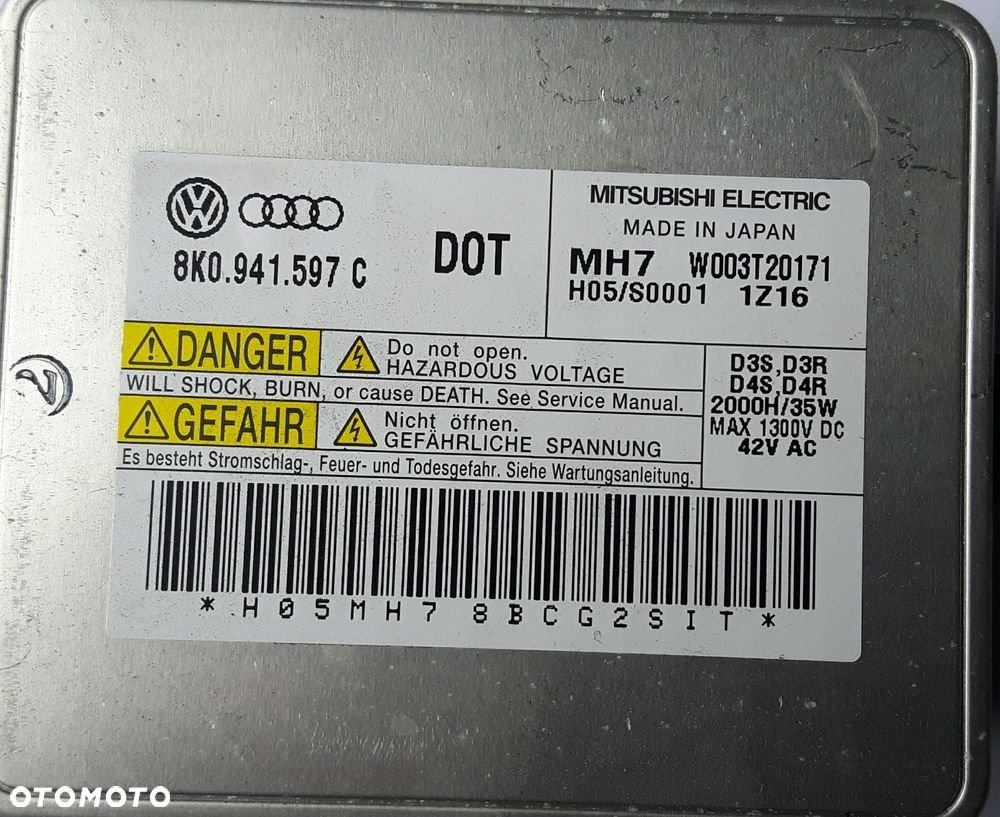 8K0.941.597 C
DOT
MITSUBISHI ELECTRIC
MADE IN JAPAN
MH7 W003T20171
H05/S0001 1Z16
DANGER
Do not open.
HAZARDOUS VOLTAGE
WILL SHOCK, BURN, or cause DEATH. See Service Manual.
GEFAHR
Nicht öffnen.
GEFÄHRLICHE SPANNUNG
Es besteht Stromschlag-, Feuer- und Todesgefahr. Siehe Wartungsanleitung.
D3S,D3R
D4S,D4R
2000H/35W
MAX 1300V DC
42V AC
*H05MH78BCG2SIT*
OTOMOTO